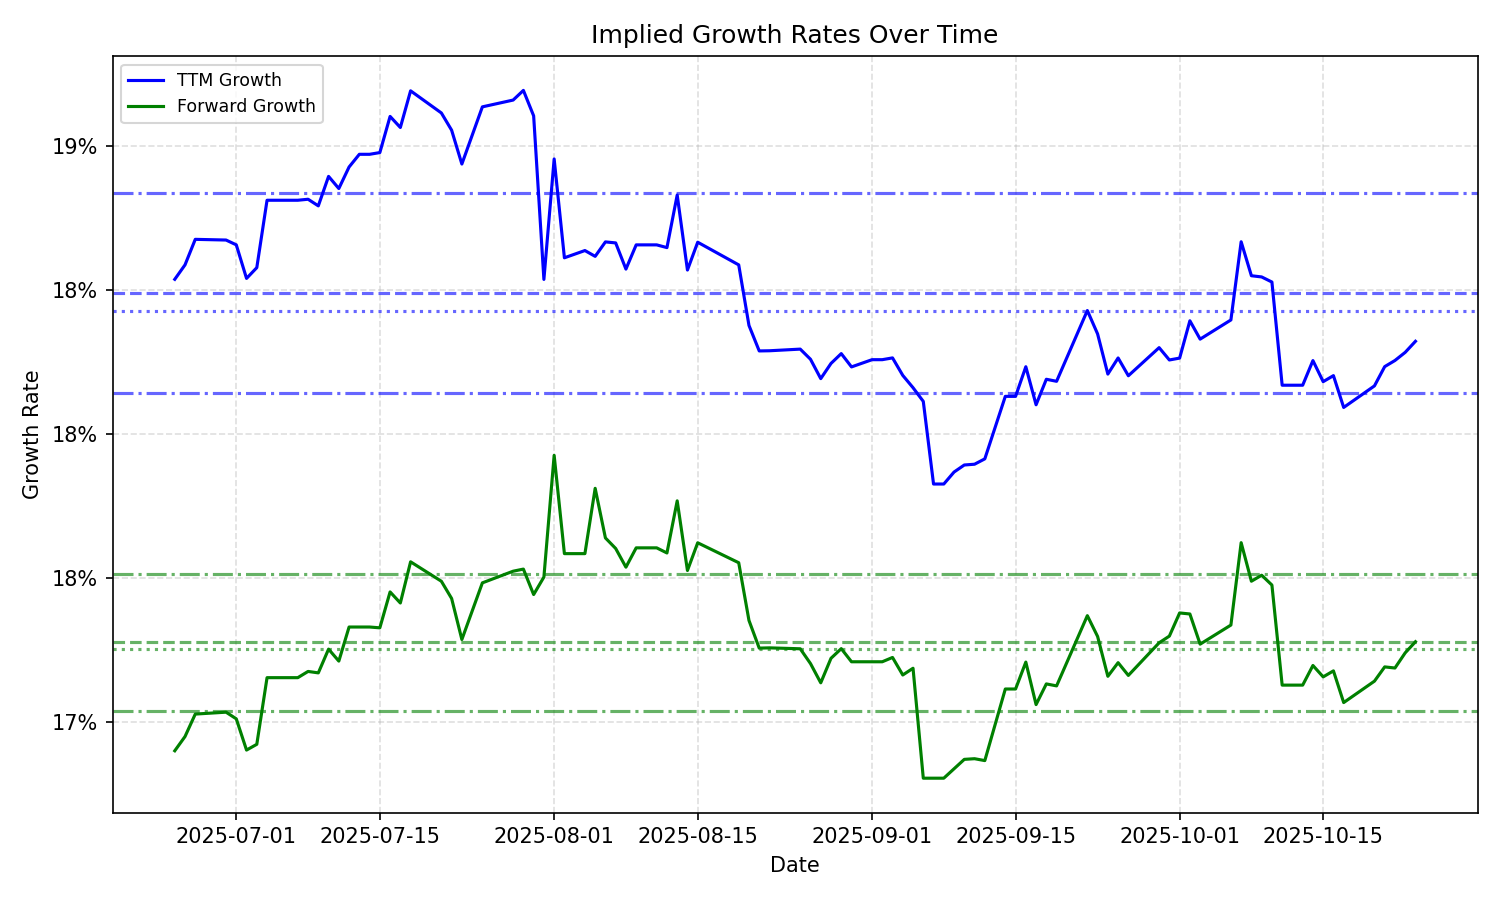 Implied Growth Rates Over Time
TTM Growth
Forward Growth
19%
18%
18%
18%
17%
Growth Rate
2025-07-01
2025-07-15
2025-08-01
2025-08-15
2025-09-01
2025-09-15
2025-10-01
2025-10-15
Date